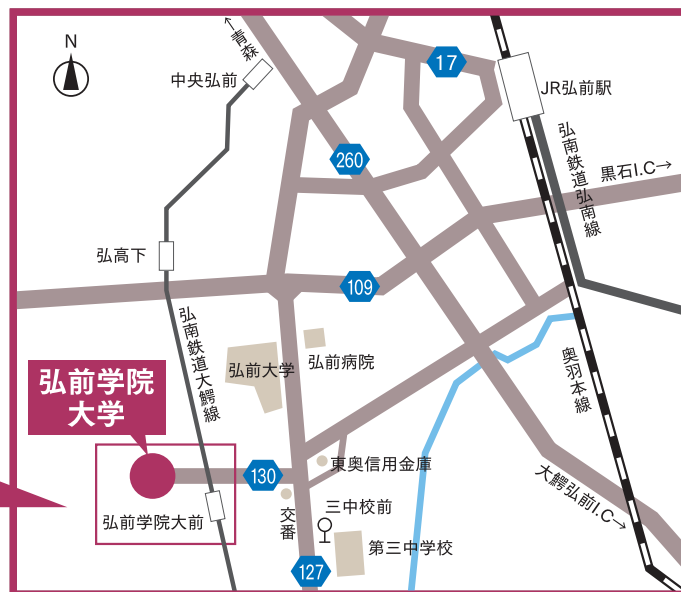 N
←青森
17
中央弘前
JR弘前駅
弘南鉄道弘南線
260
黒石I.C→
弘高下
109
弘南鉄道大鰐線
弘前大学
弘前病院
奥羽本線
弘前学院
大学
130
東奥信用金庫
大鰐弘前I.C→
弘前学院大前
交番
三中校前
第三中学校
127